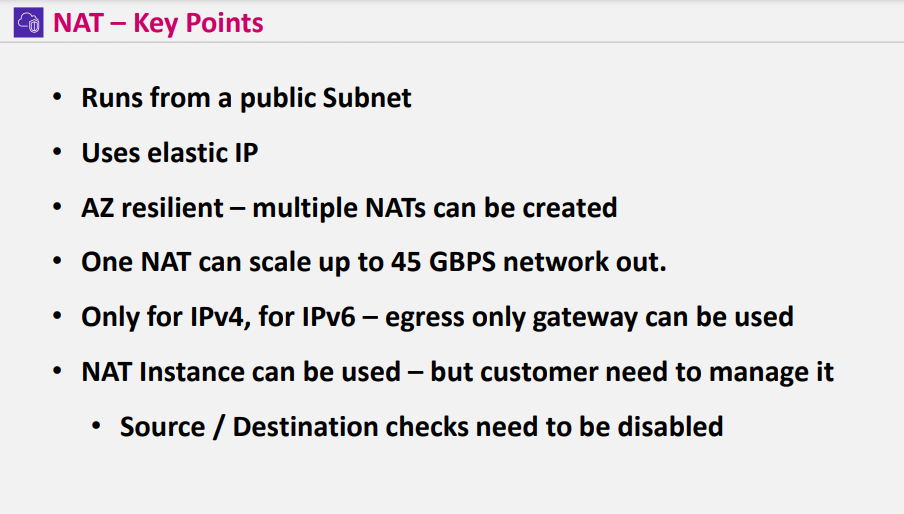 NAT – Key Points
• Runs from a public Subnet
• Uses elastic IP
• AZ resilient – multiple NATs can be created
• One NAT can scale up to 45 GBPS network out.
• Only for IPv4, for IPv6 – egress only gateway can be used
• NAT Instance can be used – but customer need to manage it
• Source / Destination checks need to be disabled